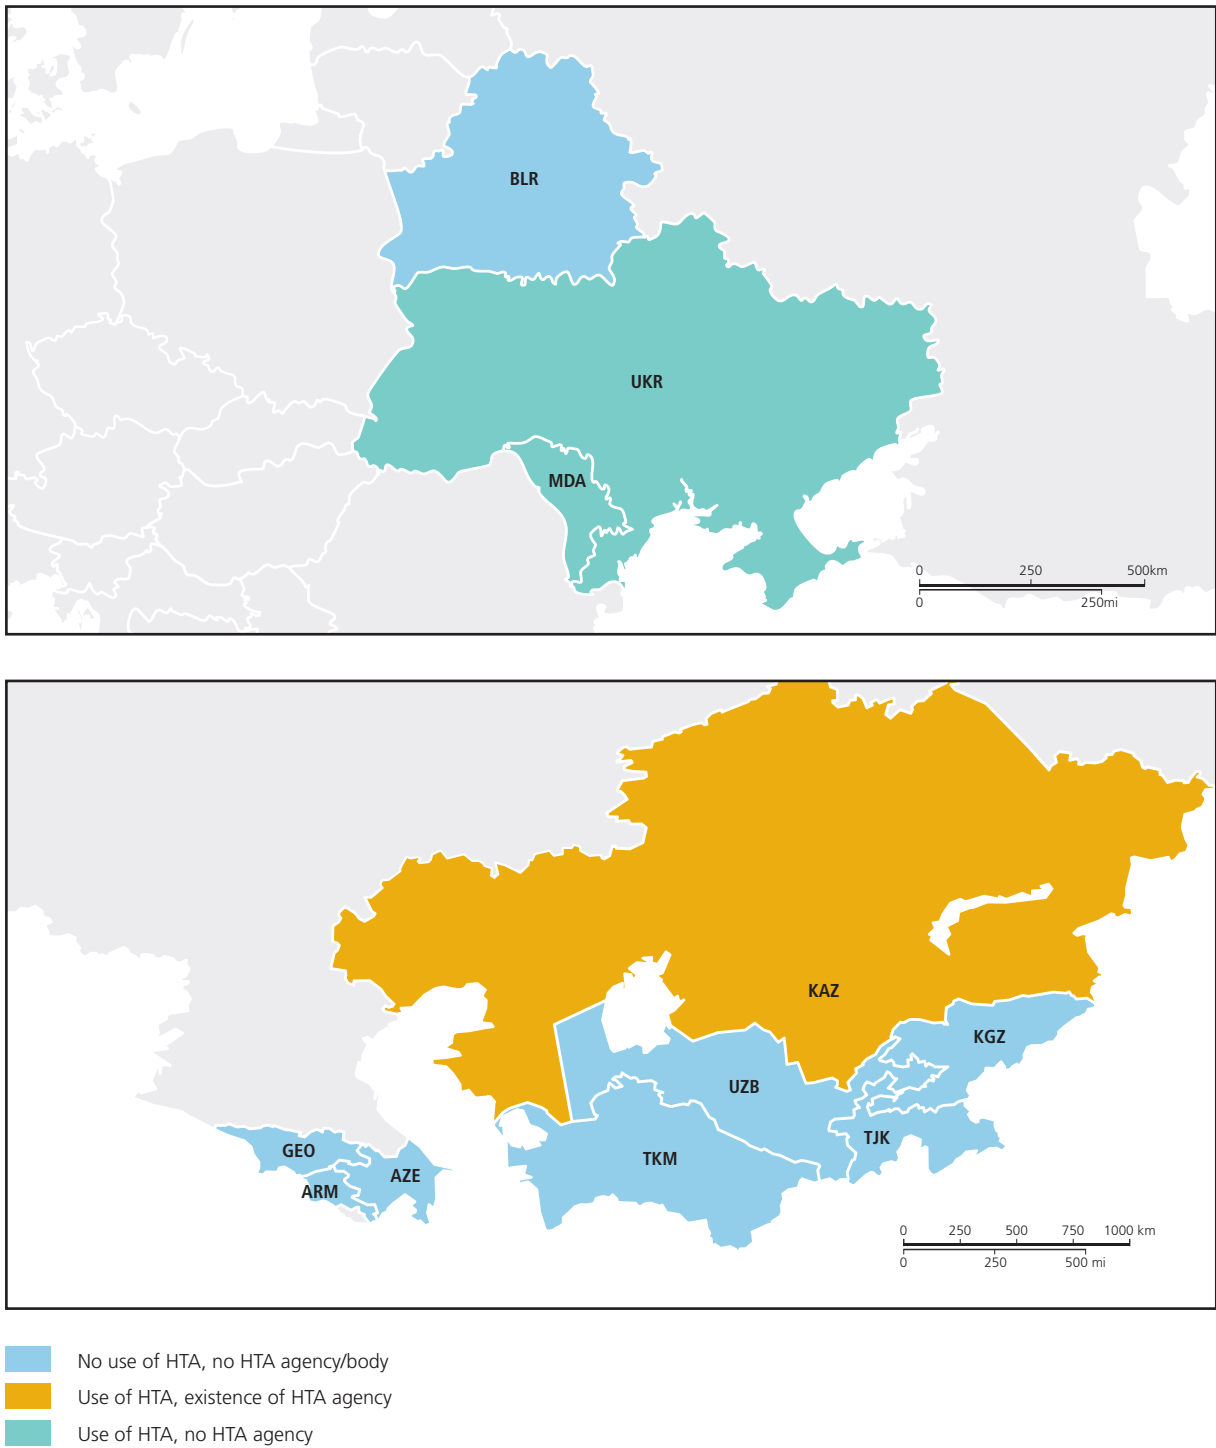 BLR
UKR
MDA
0 250 500km
0 250mi
KAZ
KGZ
UZB
TJK
GEO
TKM
AZE
ARM
0 250 500 750 1000 km
0 250 500 mi
No use of HTA, no HTA agency/body
Use of HTA, existence of HTA agency
Use of HTA, no HTA agency